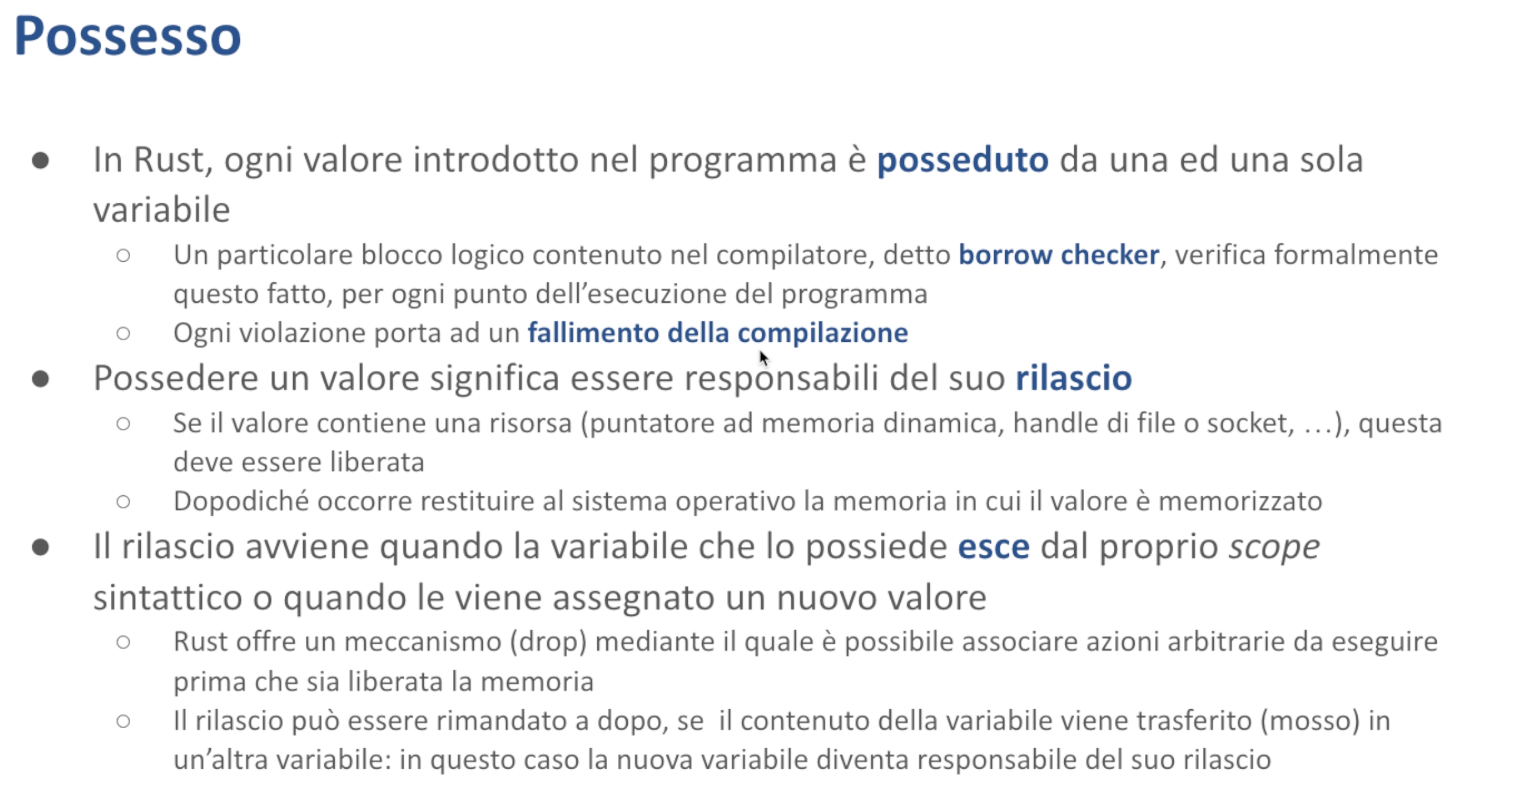 Possesso
● In Rust, ogni valore introdotto nel programma è posseduto da una ed una sola
variabile
○ Un particolare blocco logico contenuto nel compilatore, detto borrow checker, verifica formalmente
questo fatto, per ogni punto dell’esecuzione del programma
○ Ogni violazione porta ad un fallimento della compilazione
● Possedere un valore significa essere responsabili del suo rilascio
○ Se il valore contiene una risorsa (puntatore ad memoria dinamica, handle di file o socket, …), questa
deve essere liberata
○ Dopodiché occorre restituire al sistema operativo la memoria in cui il valore è memorizzato
● Il rilascio avviene quando la variabile che lo possiede esce dal proprio scope
sintattico o quando le viene assegnato un nuovo valore
○ Rust offre un meccanismo (drop) mediante il quale è possibile associare azioni arbitrarie da eseguire
prima che sia liberata la memoria
○ Il rilascio può essere rimandato a dopo, se  il contenuto della variabile viene trasferito (mosso) in
un’altra variabile: in questo caso la nuova variabile diventa responsabile del suo rilascio